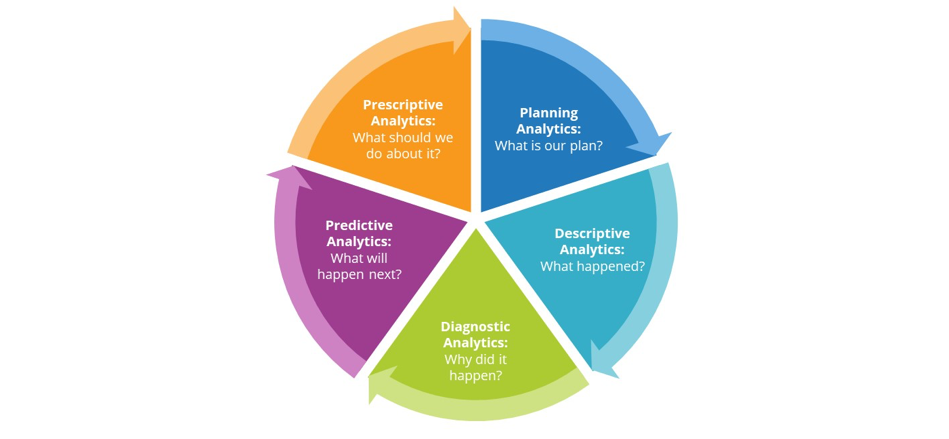 Prescriptive
Analytics:
What should we
do about it?
Planning
Analytics:
What is our plan?
Descriptive
Analytics:
What happened?
Diagnostic
Analytics:
Why did it
happen?
Predictive
Analytics:
What will
happen next?